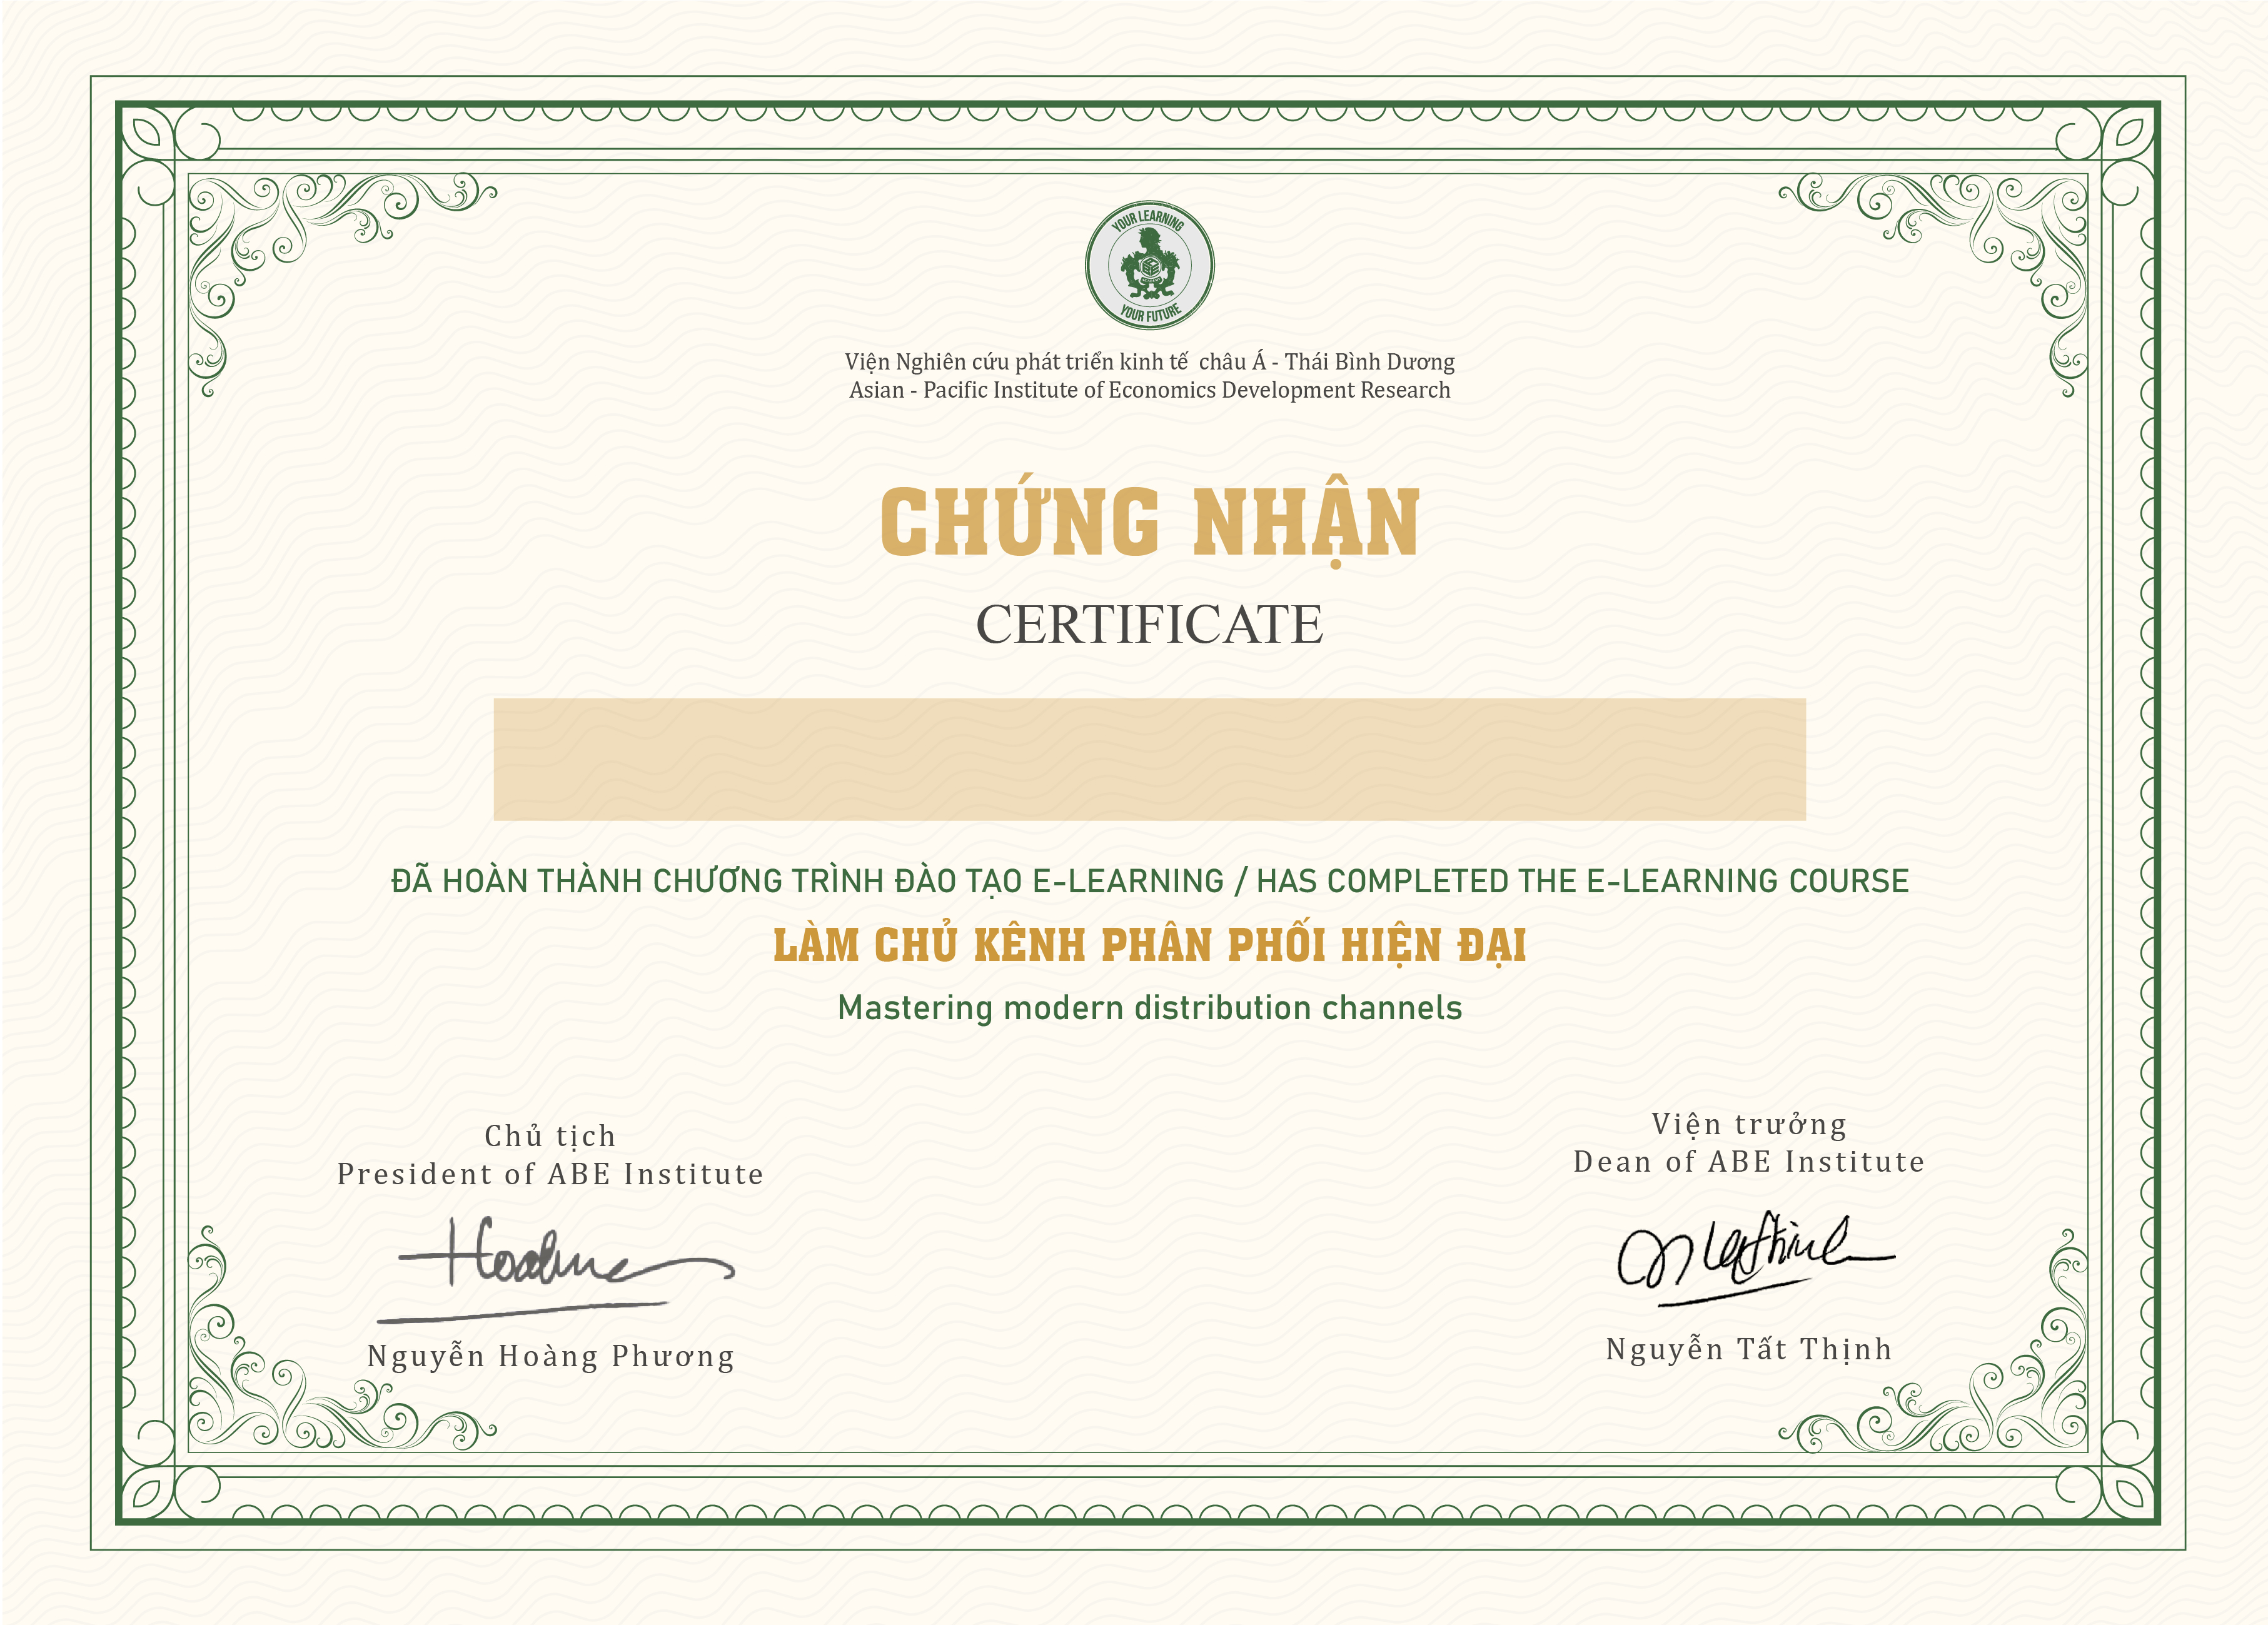 YOUR LEARNING
YOUR FUTURE
Viện Nghiên cứu phát triển kinh tế châu Á - Thái Bình Dương
Asian - Pacific Institute of Economics Development Research
CHỨNG NHẬN
CERTIFICATE
ĐÃ HOÀN THÀNH CHƯƠNG TRÌNH ĐÀO TẠO E-LEARNING / HAS COMPLETED THE E-LEARNING COURSE
LÀM CHỦ KÊNH PHÂN PHỐI HIỆN ĐẠI
Mastering modern distribution channels
Chủ tịch
President of ABE Institute
Nguyễn Hoàng Phương
Viện trưởng
Dean of ABE Institute
Nguyễn Tất Thịnh